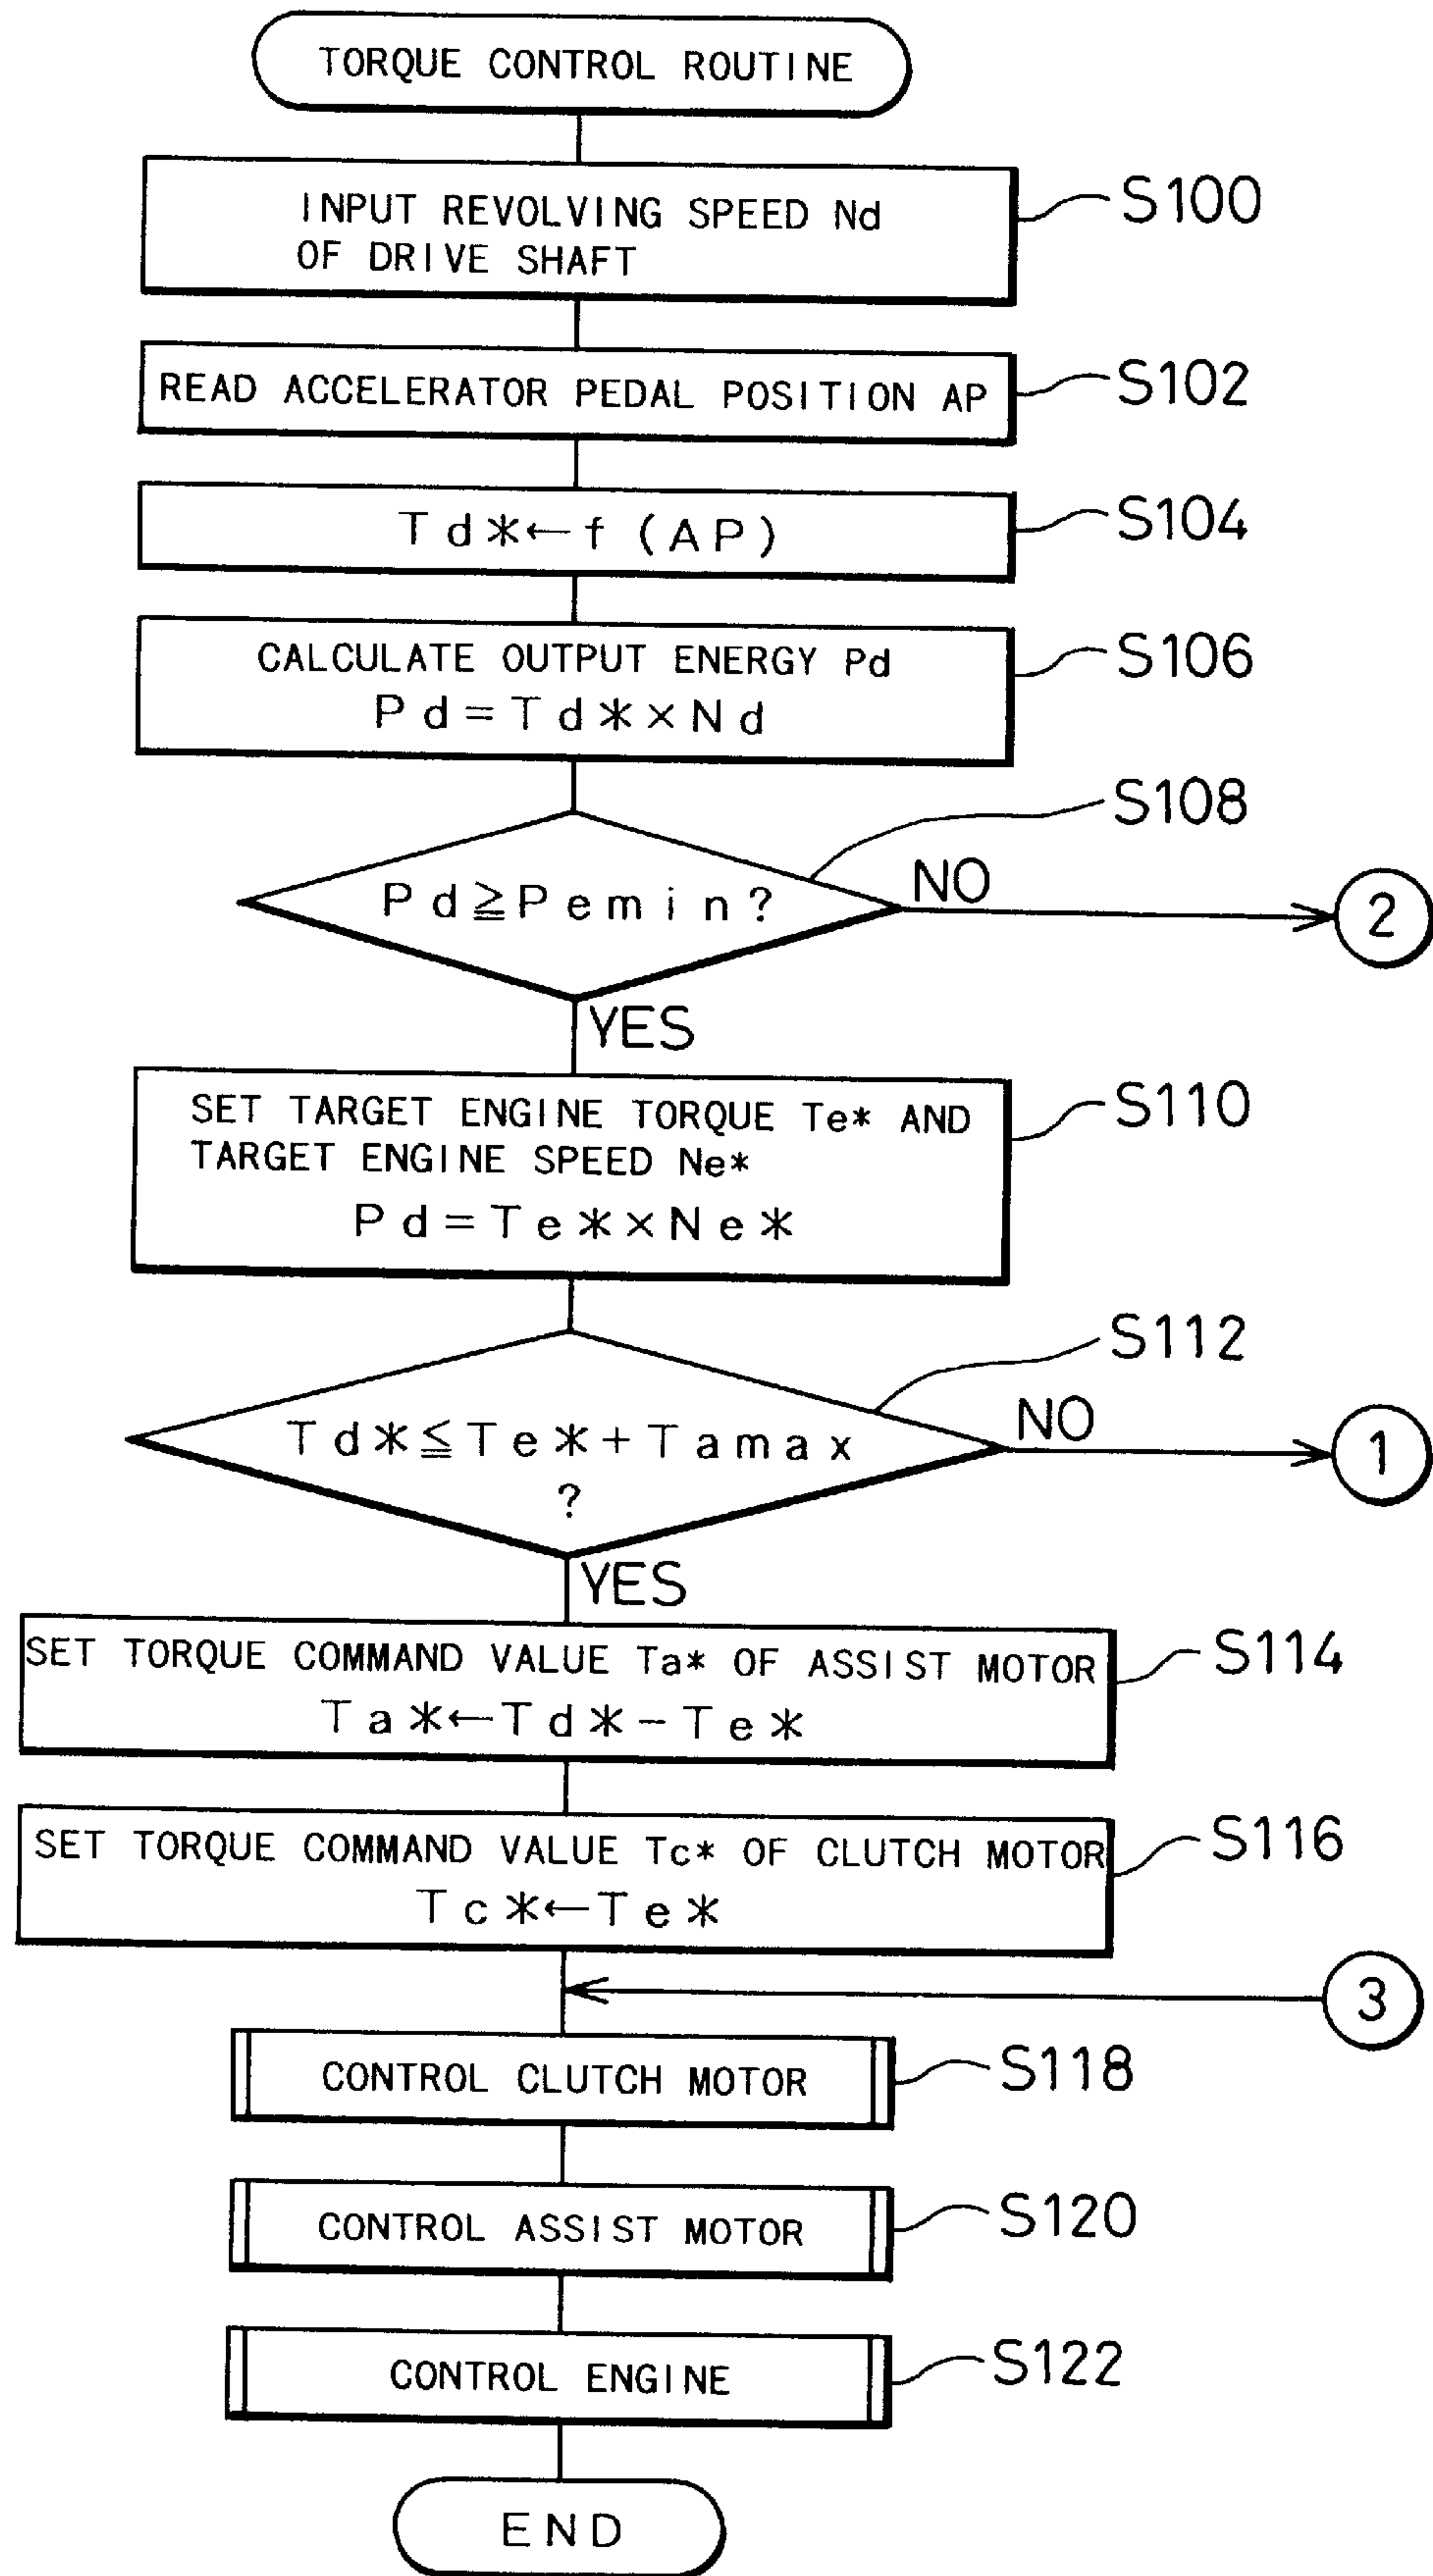 TORQUE CONTROL ROUTINE
INPUT REVOLVING SPEED Nd
OF DRIVE SHAFT
S100
READ ACCELERATOR PEDAL POSITION AP
S102
Td*←f(AP)
S104
CALCULATE OUTPUT ENERGY Pd
Pd=Td*×Nd
S106
S108
Pd≧Pemin?
NO
2
YES
SET TARGET ENGINE TORQUE Te* AND
TARGET ENGINE SPEED Ne*
Pd=Te*×Ne*
S110
S112
Td*≦Te*+Tamax
?
NO
1
YES
SET TORQUE COMMAND VALUE Ta* OF ASSIST MOTOR
Ta*←Td*-Te*
S114
SET TORQUE COMMAND VALUE Tc* OF CLUTCH MOTOR
Tc*←Te*
S116
3
CONTROL CLUTCH MOTOR
S118
CONTROL ASSIST MOTOR
S120
CONTROL ENGINE
S122
END